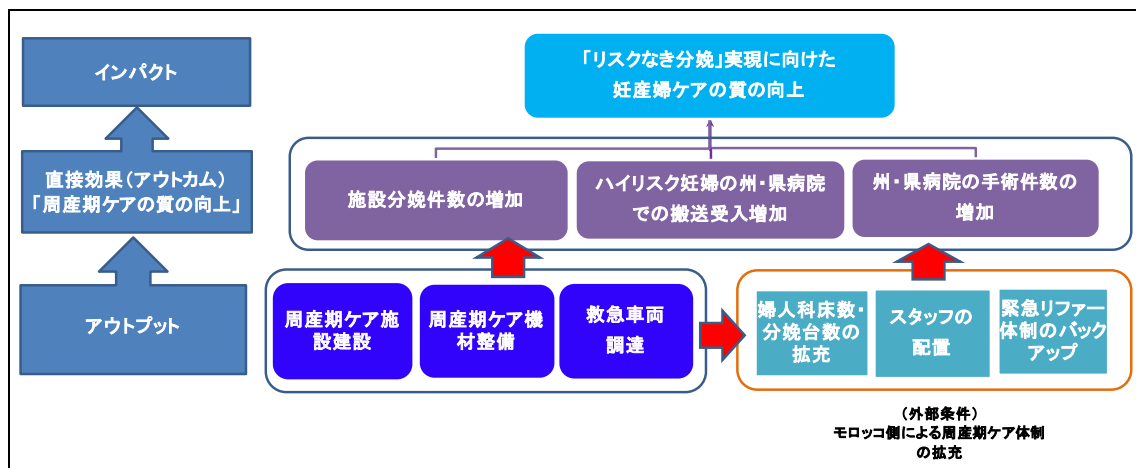 インパクト
「リスクなき分娩」実現に向けた
妊産婦ケアの質の向上
直接効果(アウトカム)
「周産期ケアの質の向上」
施設分娩件数の増加
ハイリスク妊婦の州・県病院
での搬送受入増加
州・県病院の手術件数の
増加
アウトプット
周産期ケア施
設建設
周産期ケア機
材整備
救急車両
調達
婦人科床数・
分娩台数の
拡充
スタッフの
配置
緊急リファー
体制のバック
アップ
(外部条件)
モロッコ側による周産期ケア体制
の拡充